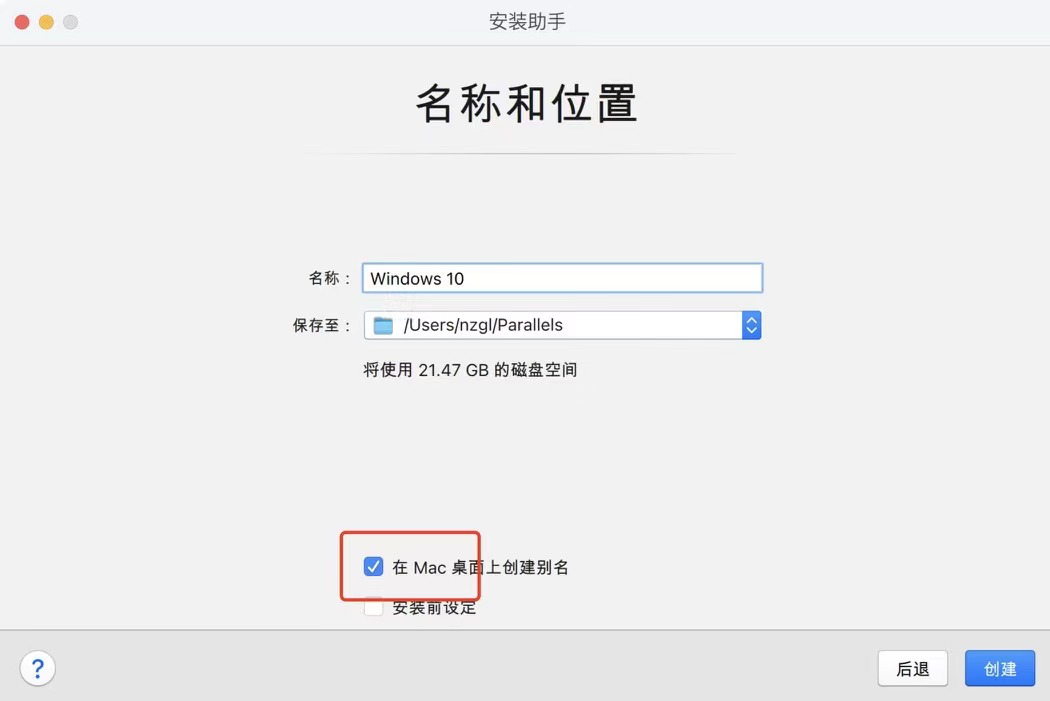 安装助手
名称和位置
名称：
Windows 10
保存至：
/Users/nzgl/Parallels
将使用 21.47 GB 的磁盘空间
在 Mac 桌面上创建别名
安装前设定
?
后退
创建